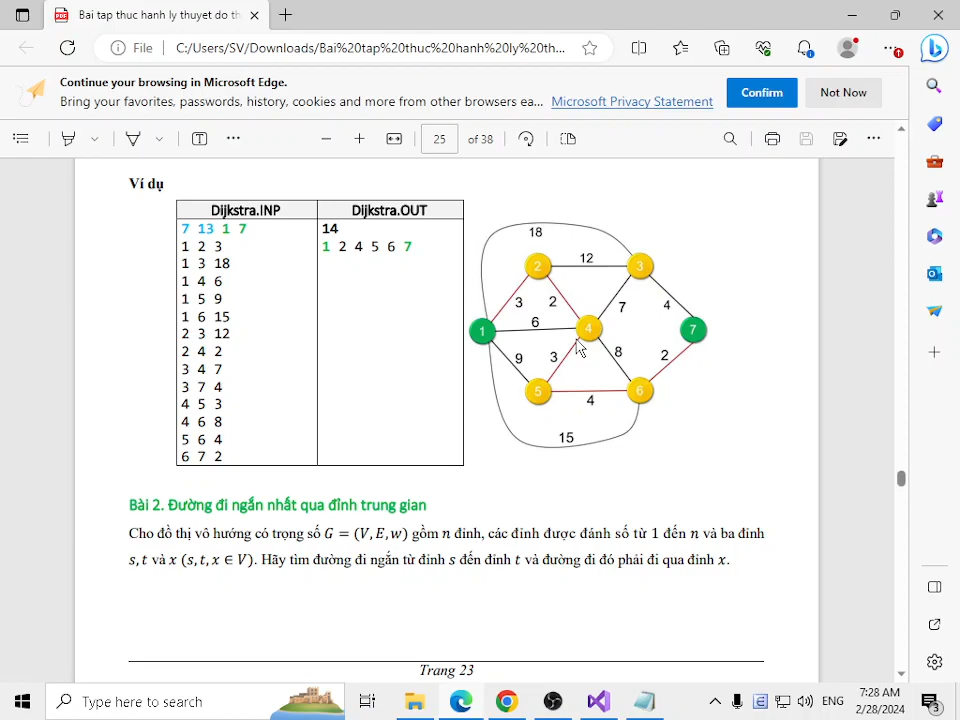 Bai tap thuc hanh ly thuyet do th
File
C:/Users/SV/Downloads/Bai%20tap%20thuc%20hanh%20ly%20th...
Continue your browsing in Microsoft Edge.
Bring your favorites, passwords, history, cookies and more from other browsers ea...
Microsoft Privacy Statement
Confirm
Not Now
25
of 38
Ví dụ
Dijkstra.INP
Dijkstra.OUT
7 13 1 7
14
1 2 3
1 2 4 5 6 7
1 3 18
1 4 6
1 5 9
1 6 15
2 3 12
2 4 2
3 4 7
3 7 4
4 5 3
4 6 8
5 6 4
6 7 2
18
2
12
3
3
2
7
4
6
1
4
7
9
3
8
2
5
4
6
15
Bài 2. Đường đi ngắn nhất qua đỉnh trung gian
Cho đồ thị vô hướng có trọng số G = (V, E, w) gồm n đỉnh, các đỉnh được đánh số từ 1 đến n và ba đỉnh
s, t và x (s, t, x ∈ V). Hãy tìm đường đi ngắn từ đỉnh s đến đỉnh t và đường đi đó phải đi qua đỉnh x.
Trang 23
Type here to search
ENG
7:28 AM
2/28/2024
3